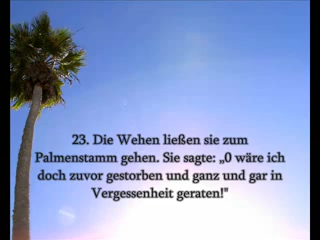 23. Die Wehen ließen sie zum
Palmenstamm gehen. Sie sagte: „0 wäre ich
doch zuvor gestorben und ganz und gar in
Vergessenheit geraten!"